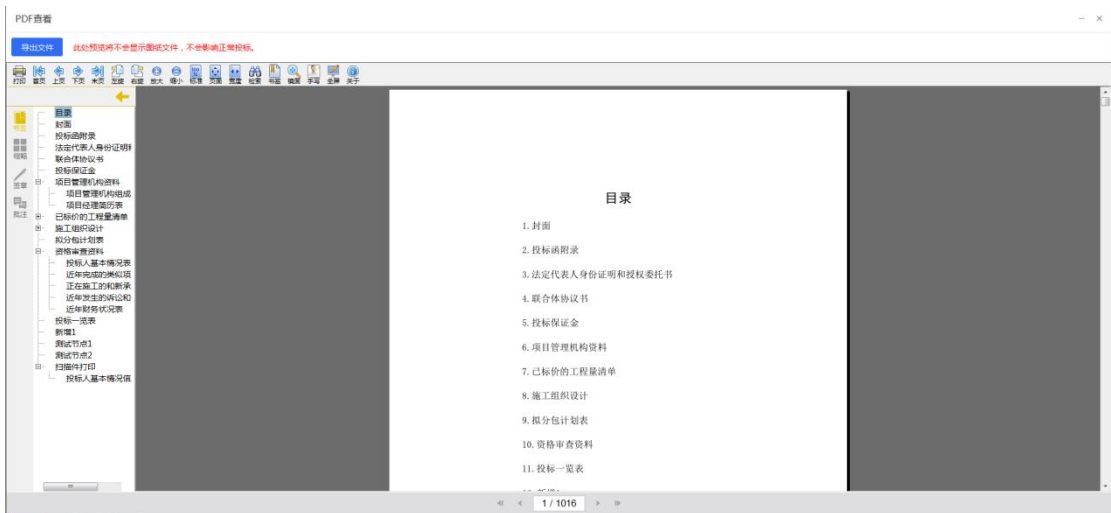 PDF查看
导出文件
此处预览将不会显示图纸文件，不会影响正常投标。
打印 首页 上页 下页 末页 左旋 右旋 放大 缩小 标准 页面 宽度 检索 书签 手写 全屏 关于
目录
封面
投标函附录
法定代表人身份证明和
联合体协议书
投标保证金
项目管理机构资料
项目管理机构组成
项目经理简历表
已标价的工程量清单
施工组织设计
拟分包计划表
资格审查资料
投标人基本情况表
近年完成的类似项
正在施工的和新承
近年发生的诉讼和
近年财务状况表
投标一览表
新增1
测试节点1
测试节点2
扫描件打印
投标人基本情况值
书签
缩略
签章
批注
目录
1. 封面
2. 投标函附录
3. 法定代表人身份证明和授权委托书
4. 联合体协议书
5. 投标保证金
6. 项目管理机构资料
7. 已标价的工程量清单
8. 施工组织设计
9. 拟分包计划表
10. 资格审查资料
11. 投标一览表
1 / 1016